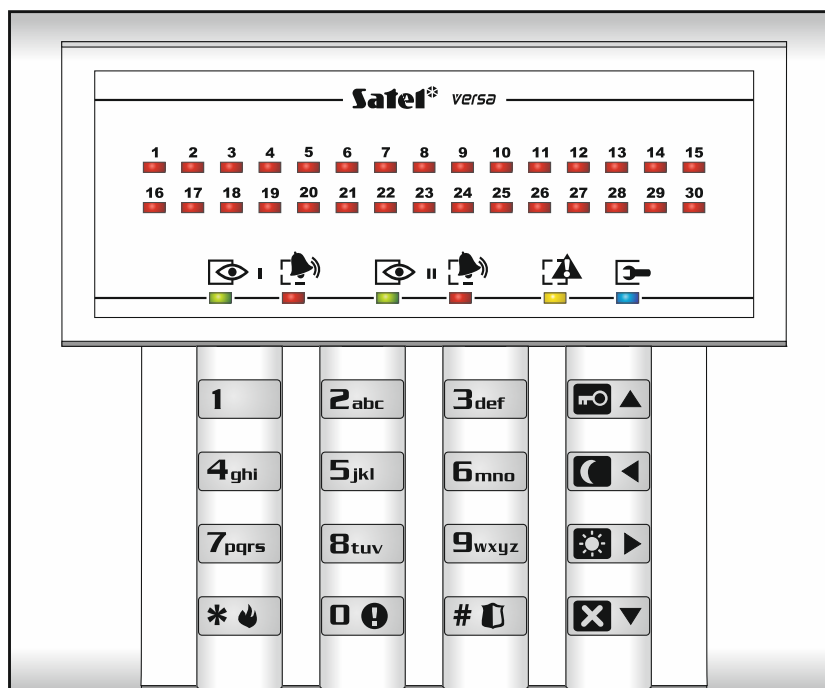 Satel* versa
1 2 3 4 5 6 7 8 9 10 11 12 13 14 15
16 17 18 19 20 21 22 23 24 25 26 27 28 29 30
I II
1 2abc 3def
4ghi 5jkl 6mno
7pqrs 8tuv 9wxyz
* 0 #